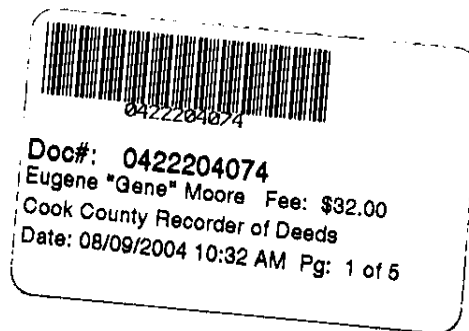 0422204074
Doc#: 0422204074
Eugene "Gene" Moore Fee: $32.00
Cook County Recorder of Deeds
Date: 08/09/2004 10:32 AM Pg: 1 of 5